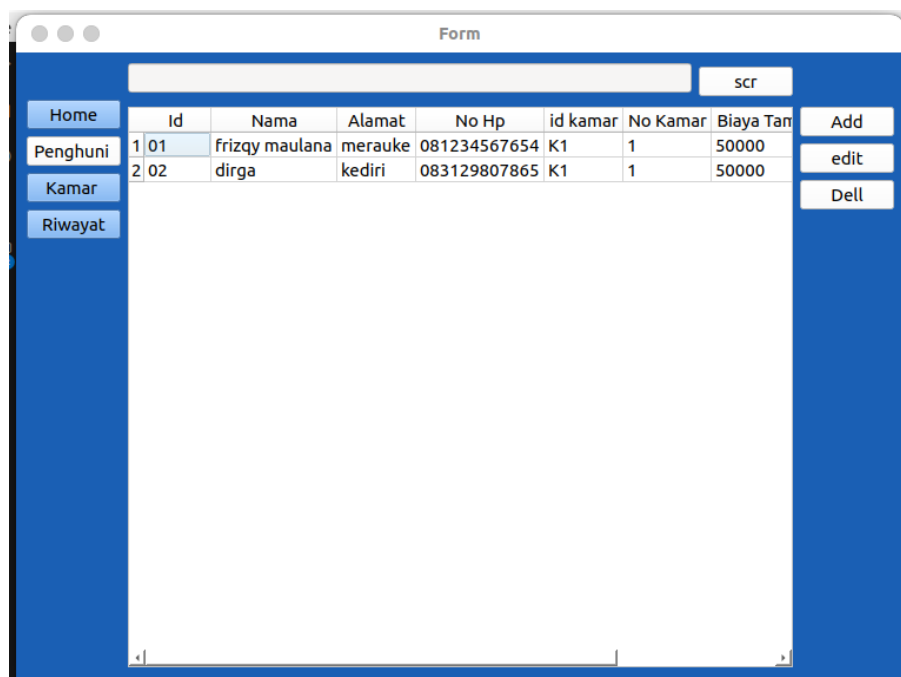 Form
scr
Home
Penghuni
Kamar
Riwayat
Id Nama Alamat No Hp id kamar No Kamar Biaya Tam
1 01 frizqy maulana merauke 081234567654 K1 1 50000
2 02 dirga kediri 083129807865 K1 1 50000
Add
edit
Dell